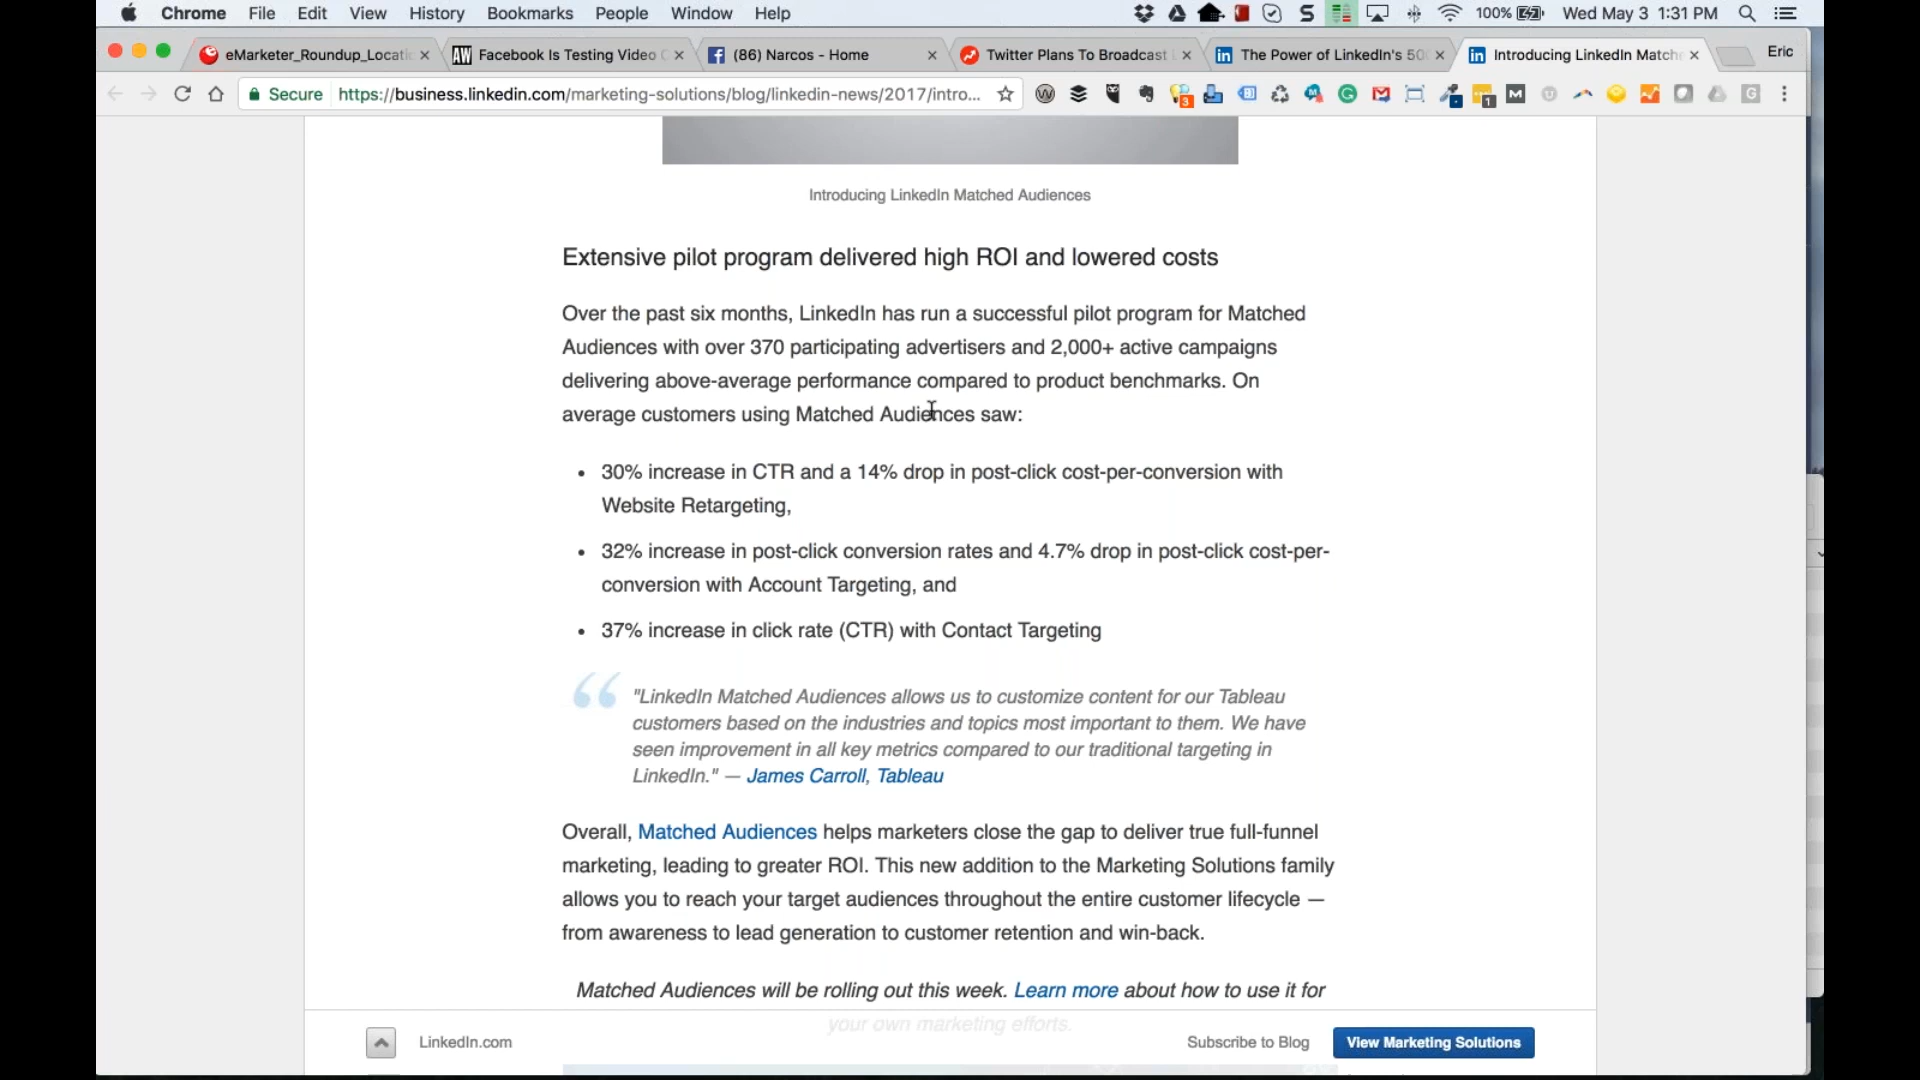 Chrome File Edit View History Bookmarks People Window Help 100% Wed May 3 1:31 PM
eMarketer_Roundup_Locati Facebook Is Testing Video (86) Narcos - Home Twitter Plans To Broadcast The Power of LinkedIn's 50 Introducing LinkedIn Matche Eric
Secure https://business.linkedin.com/marketing-solutions/blog/linkedin-news/2017/intro...
Introducing LinkedIn Matched Audiences
Extensive pilot program delivered high ROI and lowered costs
Over the past six months, LinkedIn has run a successful pilot program for Matched
Audiences with over 370 participating advertisers and 2,000+ active campaigns
delivering above-average performance compared to product benchmarks. On
average customers using Matched Audiences saw:
• 30% increase in CTR and a 14% drop in post-click cost-per-conversion with
Website Retargeting,
• 32% increase in post-click conversion rates and 4.7% drop in post-click cost-per-
conversion with Account Targeting, and
• 37% increase in click rate (CTR) with Contact Targeting
"LinkedIn Matched Audiences allows us to customize content for our Tableau
customers based on the industries and topics most important to them. We have
seen improvement in all key metrics compared to our traditional targeting in
LinkedIn." — James Carroll, Tableau
Overall, Matched Audiences helps marketers close the gap to deliver true full-funnel
marketing, leading to greater ROI. This new addition to the Marketing Solutions family
allows you to reach your target audiences throughout the entire customer lifecycle —
from awareness to lead generation to customer retention and win-back.
Matched Audiences will be rolling out this week. Learn more about how to use it for
your own marketing efforts.
LinkedIn.com Subscribe to Blog View Marketing Solutions